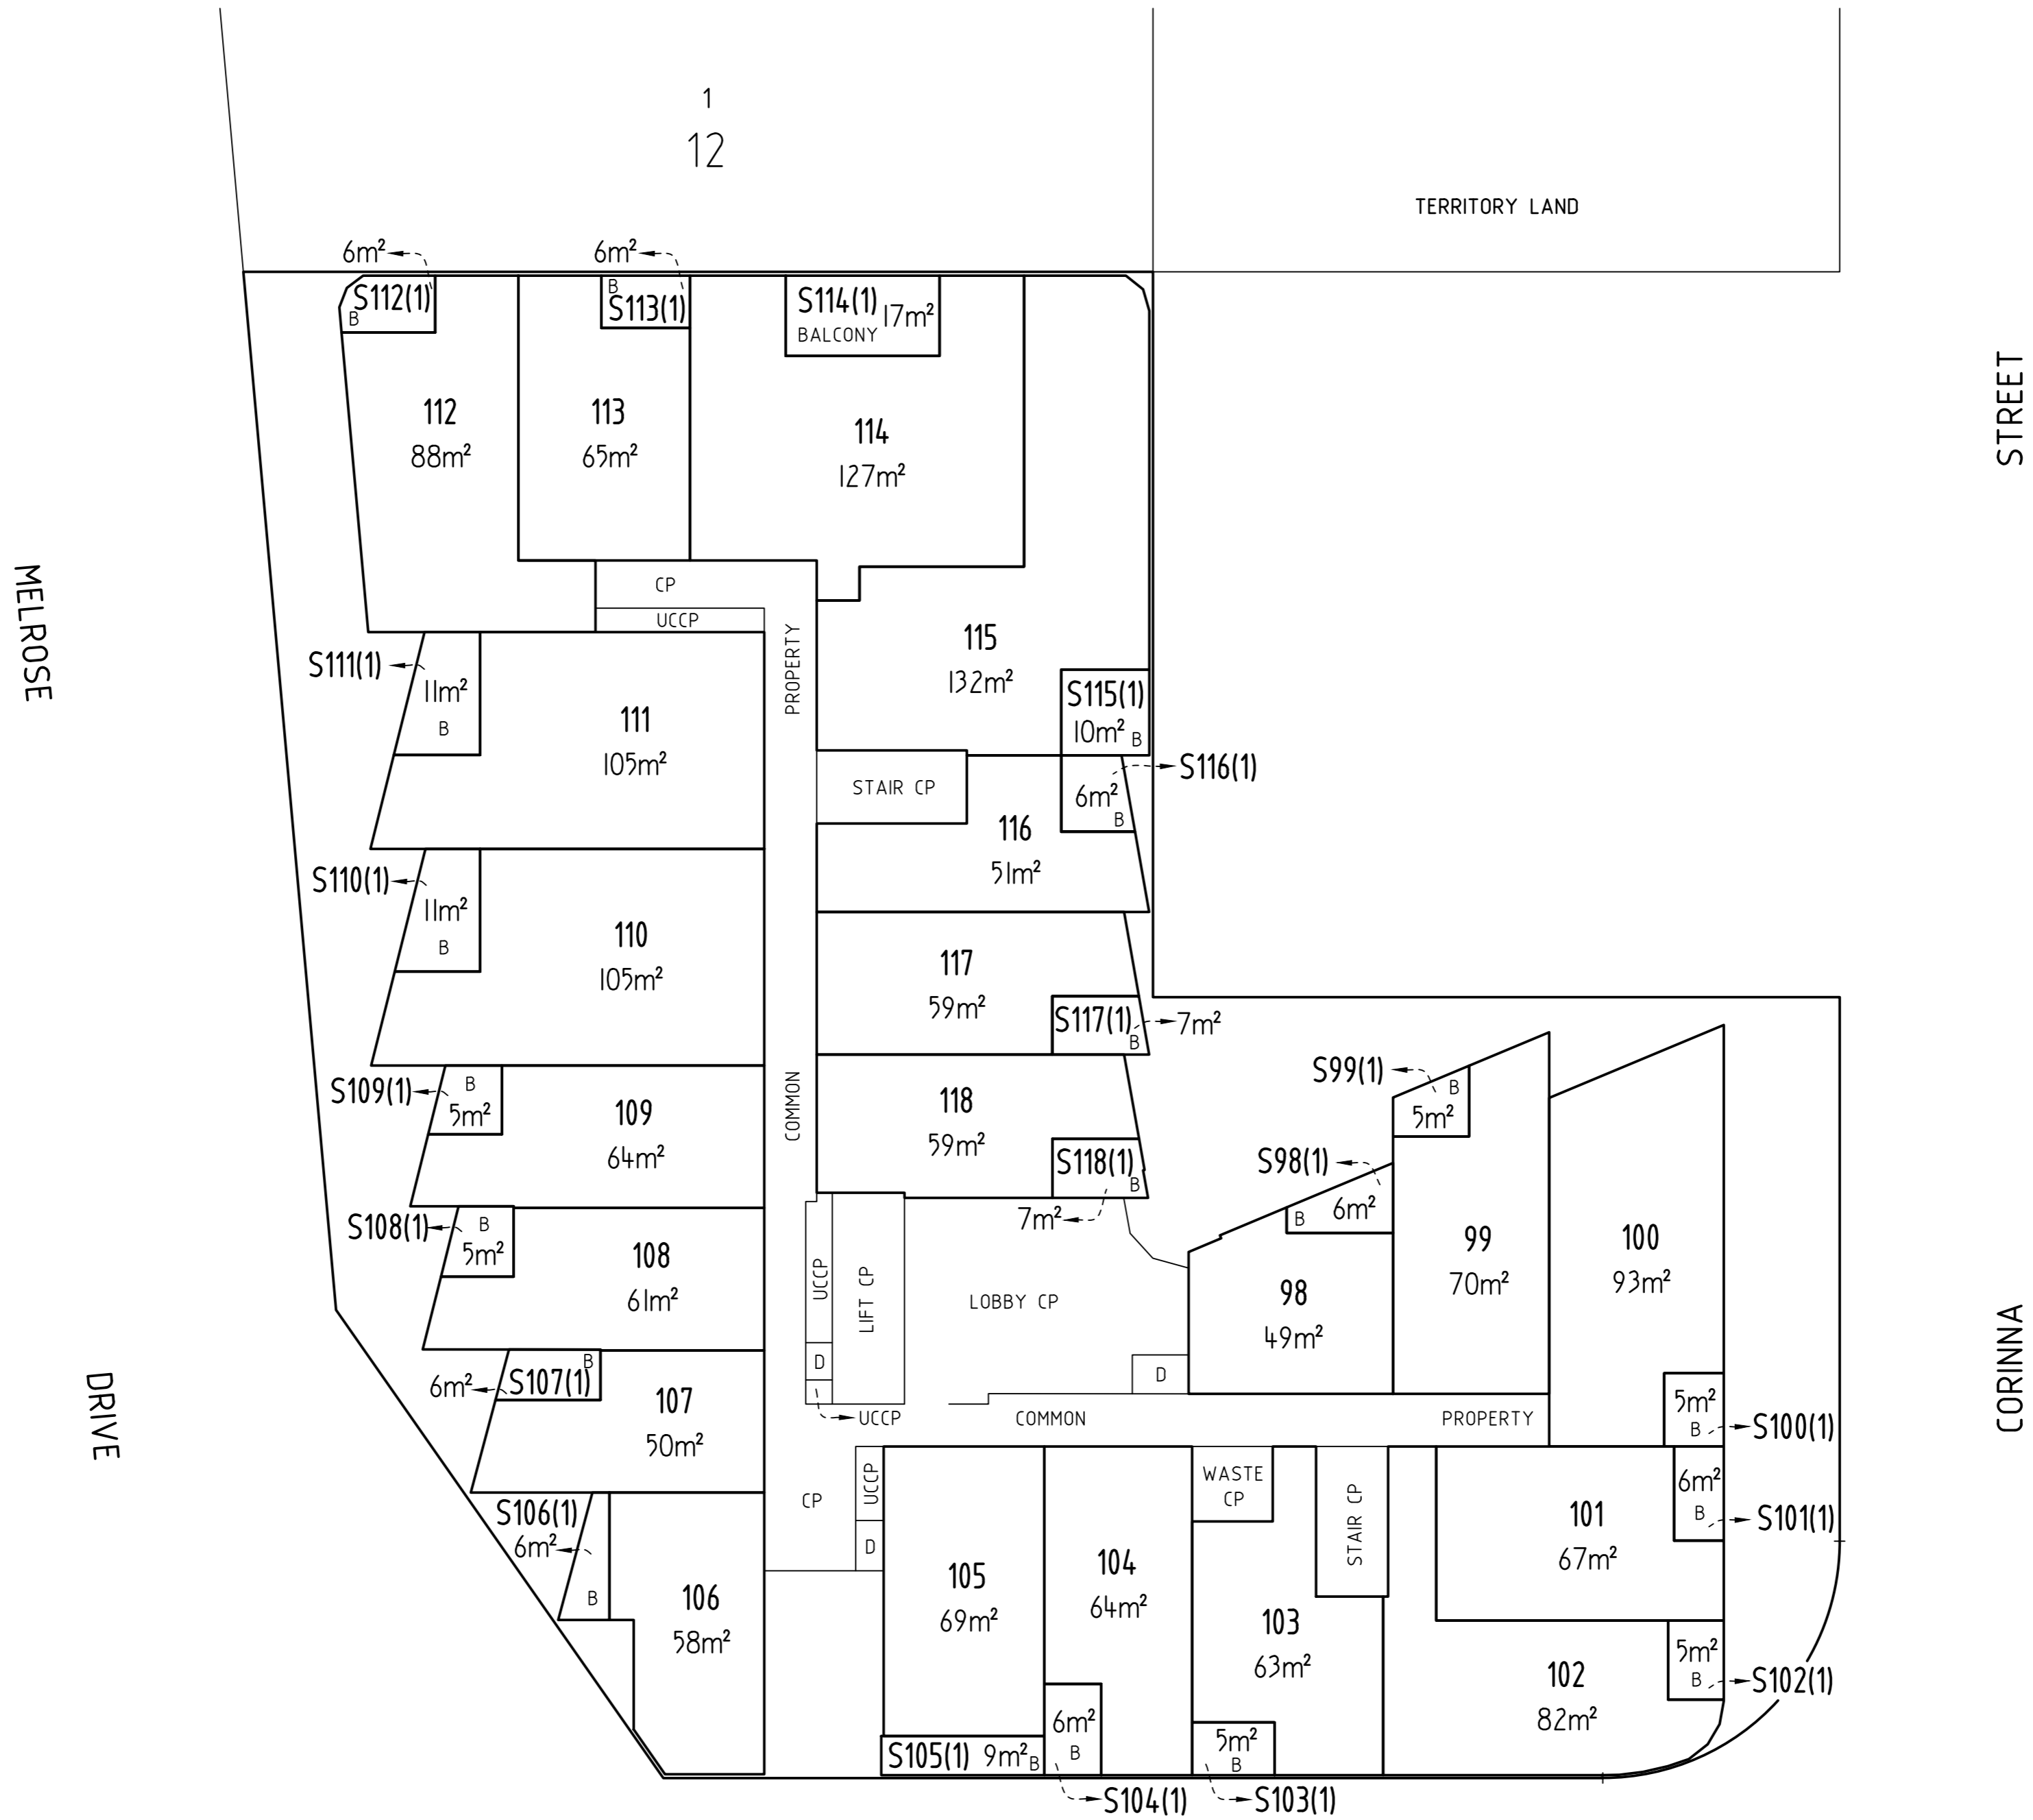 1
12
TERRITORY LAND
6m²
6m²
S112(1)
B
B
S113(1)
S114(1)
17m²
BALCONY
STREET
112
88m²
113
65m²
114
127m²
MELROSE
CP
UCCP
PROPERTY
S111(1)
11m²
B
111
105m²
115
132m²
S115(1)
10m²
B
STAIR CP
S116(1)
6m²
B
116
51m²
S110(1)
11m²
B
110
105m²
117
59m²
S117(1)
B
7m²
S109(1)
B
5m²
109
64m²
COMMON
118
59m²
S118(1)
B
7m²
S99(1)
B
5m²
S98(1)
6m²
B
S108(1)
B
5m²
108
61m²
UCCP
LIFT CP
LOBBY CP
98
49m²
99
70m²
100
93m²
CORINNA
DRIVE
6m²
S107(1)
B
107
50m²
D
D
UCCP
COMMON
PROPERTY
5m²
B
S100(1)
S106(1)
6m²
B
106
58m²
CP
UCCP
D
105
69m²
104
64m²
WASTE
CP
STAIR CP
103
63m²
101
67m²
6m²
B
S101(1)
102
82m²
5m²
B
S102(1)
S105(1)
9m²
B
6m²
B
S104(1)
5m²
B
S103(1)